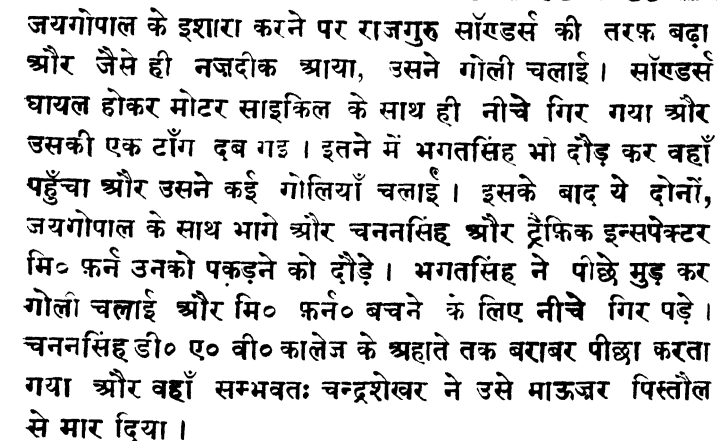 जयगोपाल के इशारा करने पर राजगुरु सॉण्डर्स की तरफ़ बढ़ा
और जैसे ही नज़दीक आया, उसने गोली चलाई । सॉण्डर्स
घायल होकर मोटर साइकिल के साथ ही नीचे गिर गया और
उसकी एक टाँग दब गइ । इतने में भगतसिंह भो दौड़ कर वहाँ
पहुँचा और उसने कई गोलियाँ चलाईं । इसके बाद ये दोनों,
जयगोपाल के साथ भागे और चननसिंह और ट्रैफ़िक इन्सपेक्टर
मि० फ़र्न उनको पकड़ने को दौड़े । भगतसिंह ने पीछे मुड़ कर
गोली चलाई और मि० फ़र्न० बचने के लिए नीचे गिर पड़े ।
चननसिंह डी० ए० वी० कालेज के अहाते तक बराबर पीछा करता
गया और वहाँ सम्भवतः चन्द्रशेखर ने उसे माऊज़र पिस्तौल
से मार दिया ।